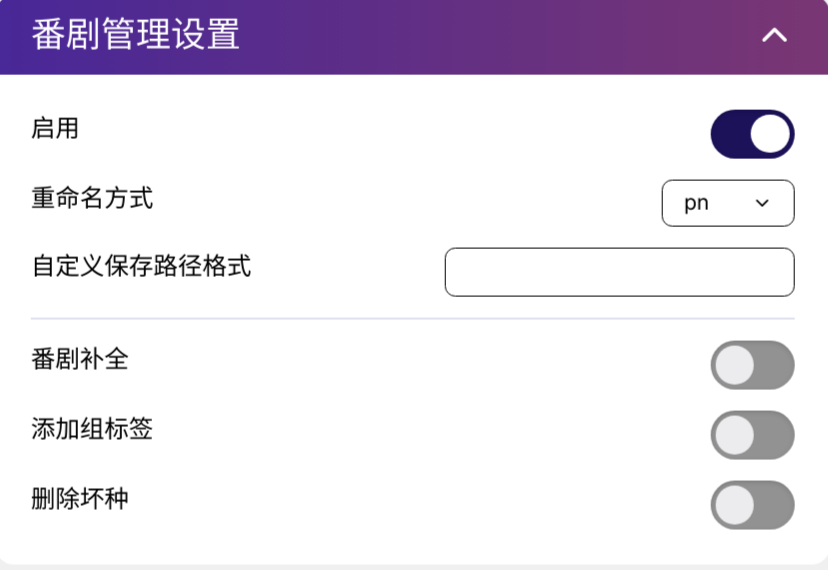 番剧管理设置
启用
重命名方式
pn
自定义保存路径格式
番剧补全
添加组标签
删除坏种